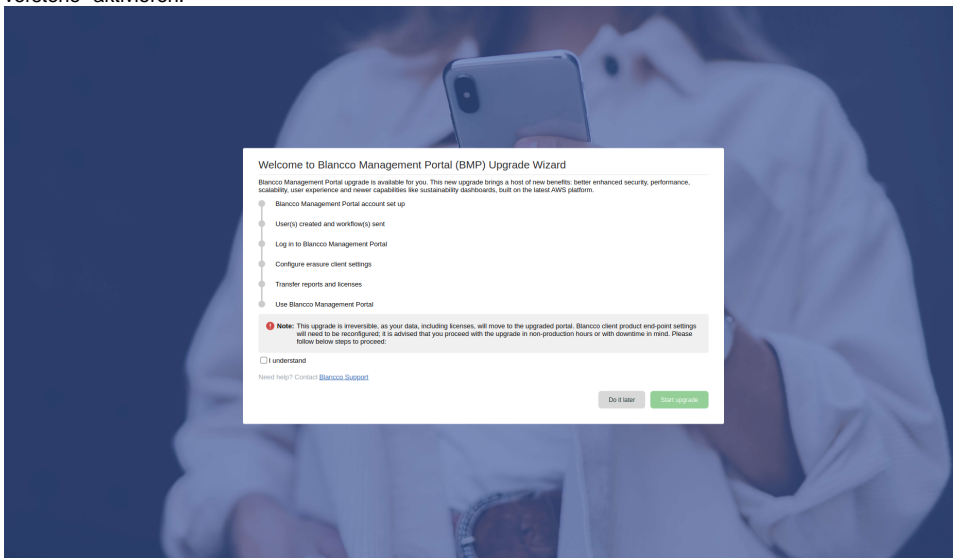 verstehe" aktivieren.
Welcome to Blancco Management Portal (BMP) Upgrade Wizard
Blancco Management Portal upgrade is available for you. This new upgrade brings a host of new benefits: better enhanced security, performance,
scalability, user experience and newer capabilities like sustainability dashboards, built on the latest AWS platform.
Blancco Management Portal account set up
User(s) created and workflow(s) sent
Log in to Blancco Management Portal
Configure erasure client settings
Transfer reports and licenses
Use Blancco Management Portal
Note: This upgrade is irreversible, as your data, including licenses, will move to the upgraded portal. Blancco client product end-point settings
will need to be reconfigured; it is advised that you proceed with the upgrade in non-production hours or with downtime in mind. Please
follow below steps to proceed:
I understand
Need help? Contact Blancco Support
Do it later
Start upgrade